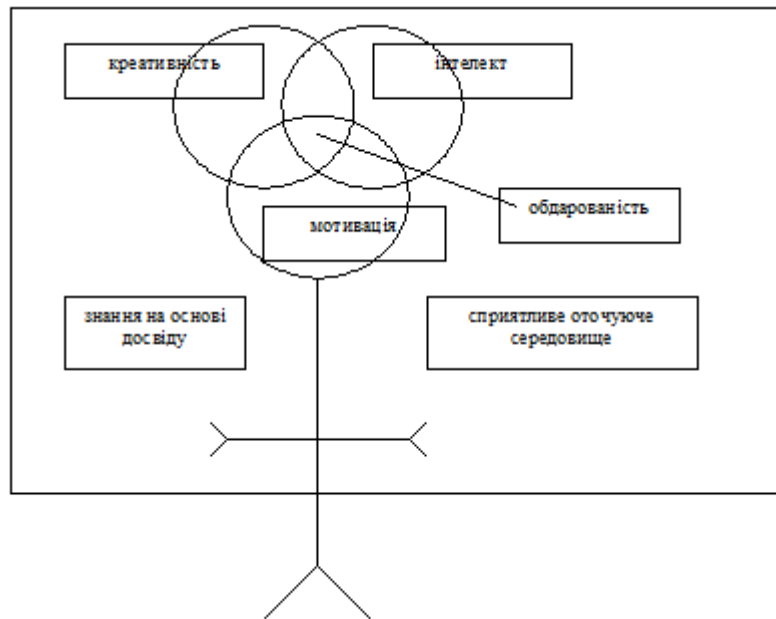 креативність
інтелект
обдарованість
мотивація
знання на основі
досвіду
сприятливе оточуюче
середовище